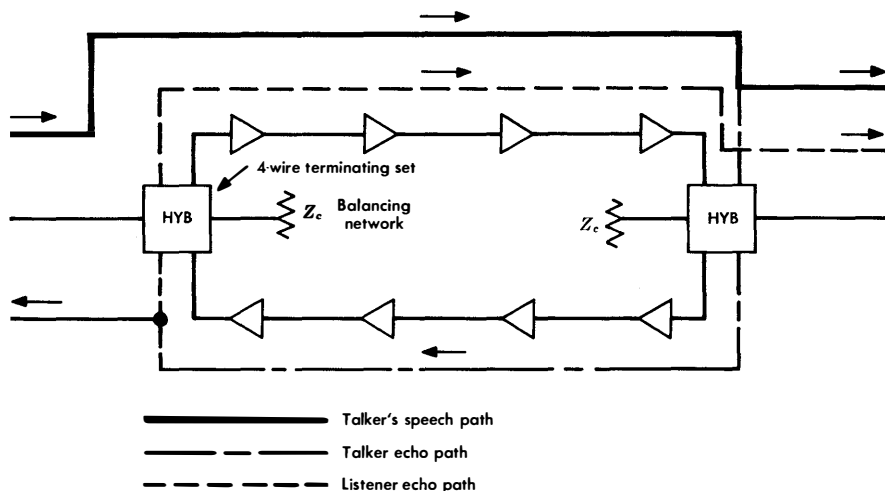 4-wire terminating set
HYB
Zc
Balancing
network
Zc
HYB
Talker's speech path
Talker echo path
Listener echo path